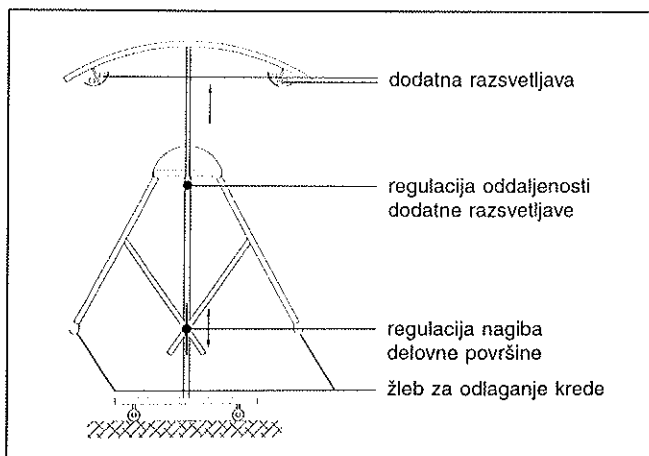 dodatna razsvetljava
regulacija oddaljenosti
dodatne razsvetljave
regulacija nagiba
delovne površine
žleb za odlaganje krede